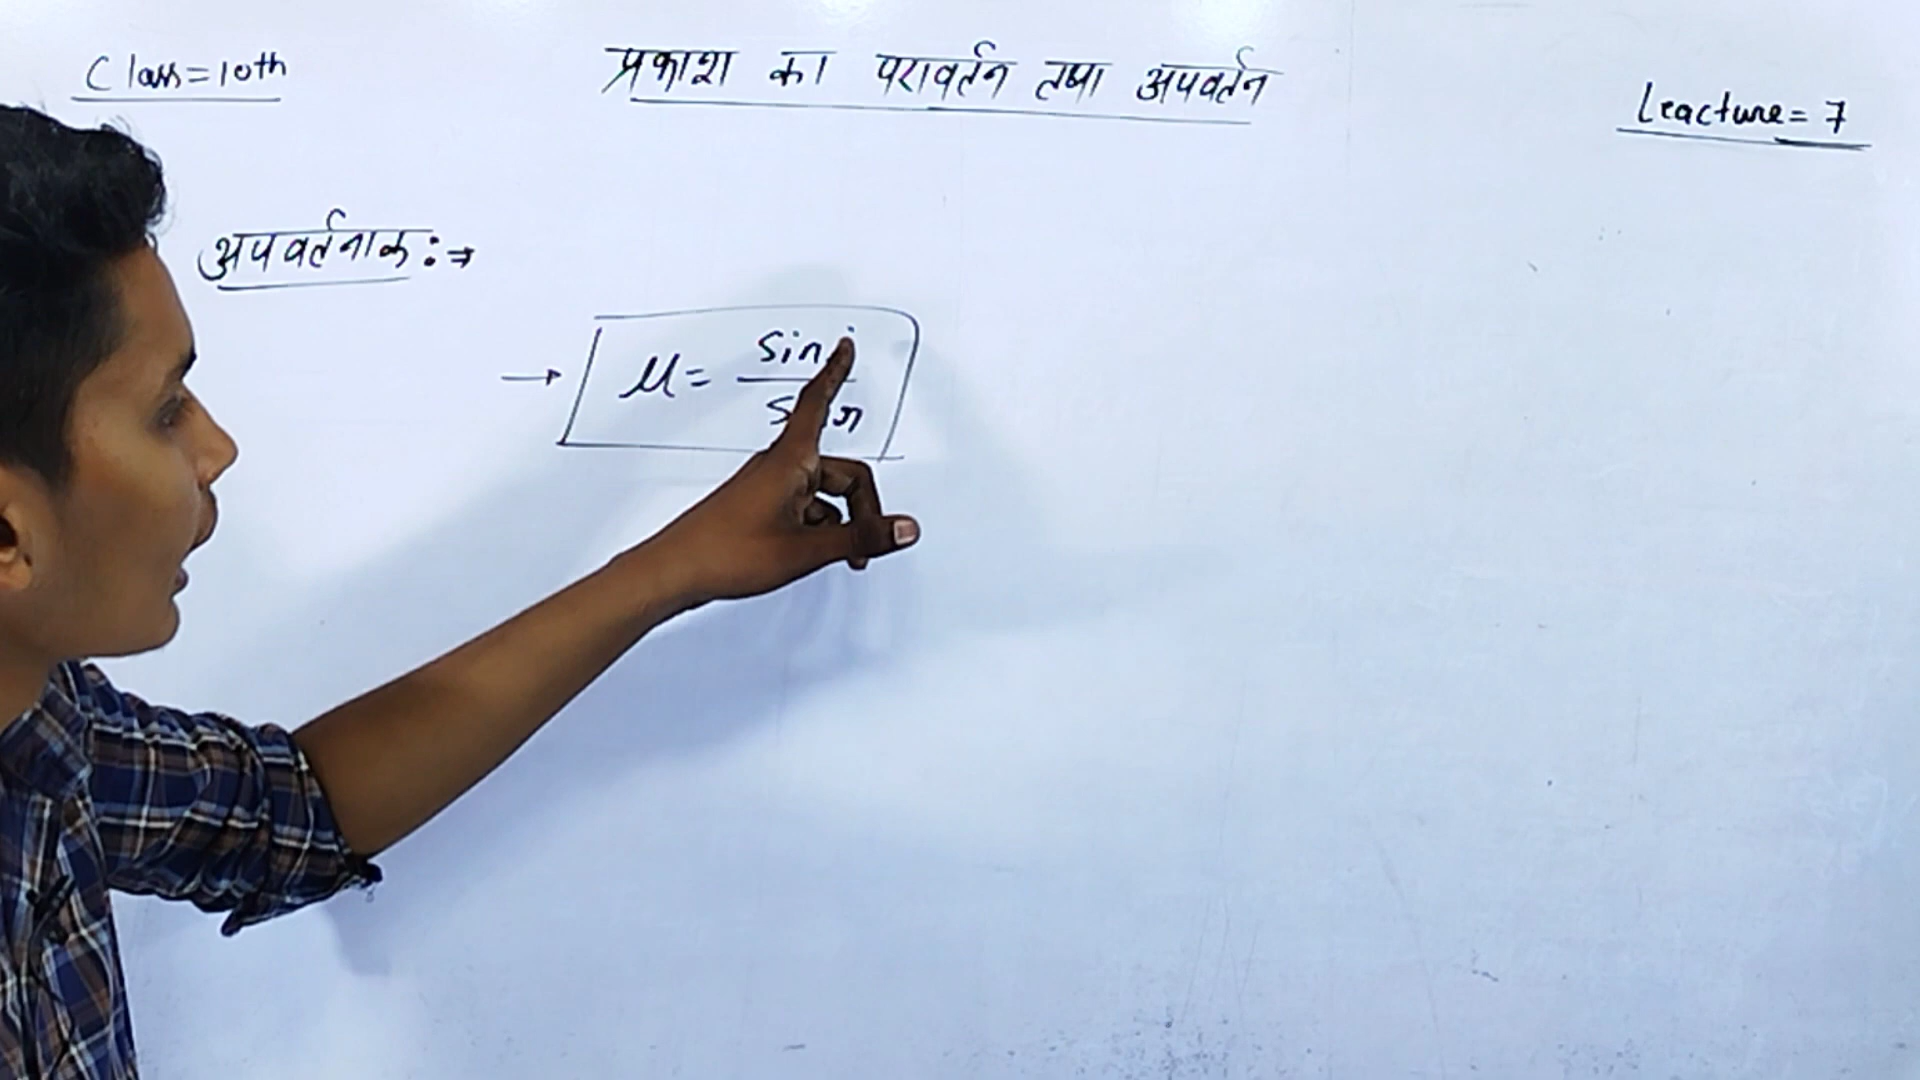 Class=10th
प्रकाश का परावर्तन तथा अपवर्तन
Leacture= 7
अपवर्तनाक :→
→ μ= sin i / sin r